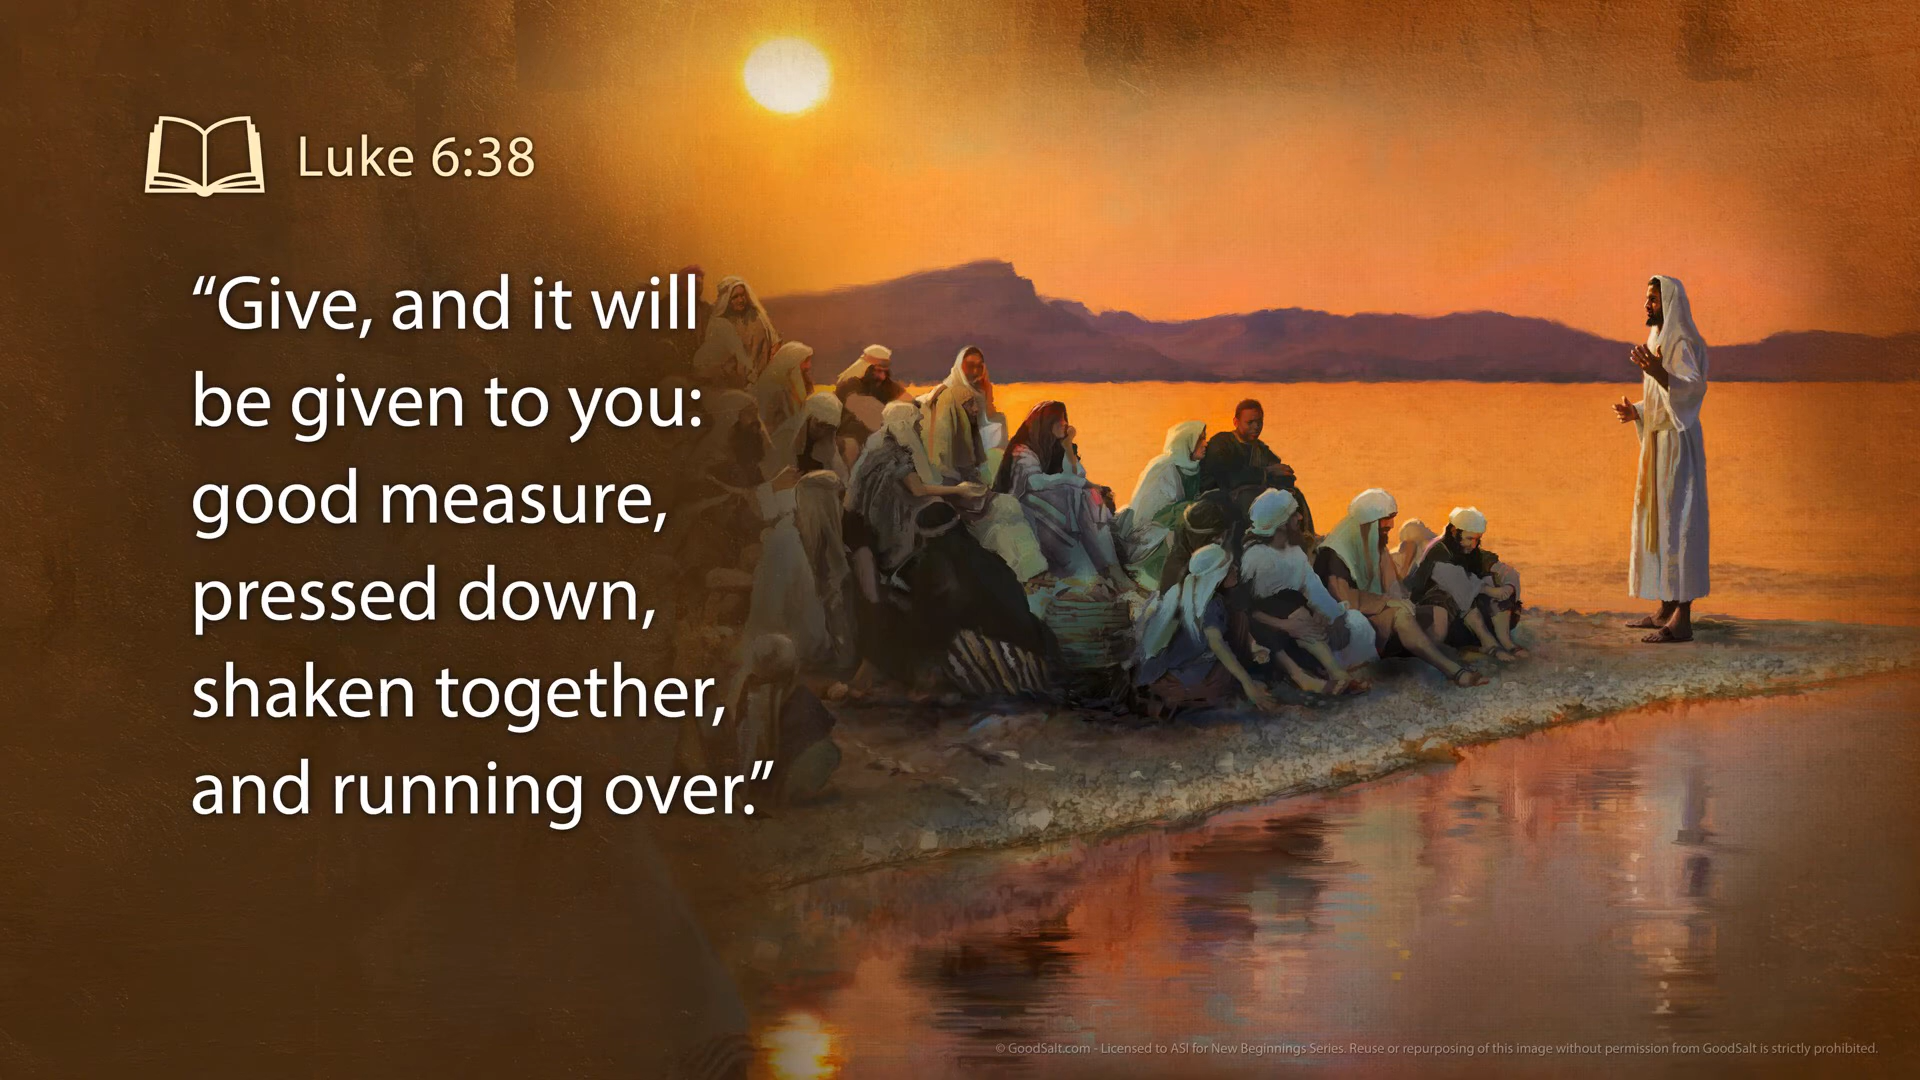 Luke 6:38
“Give, and it will
be given to you:
good measure,
pressed down,
shaken together,
and running over.”
© GoodSalt.com - Licensed to ASI for New Beginnings Series. Reuse or repurposing of this image without permission from GoodSalt is strictly prohibited.